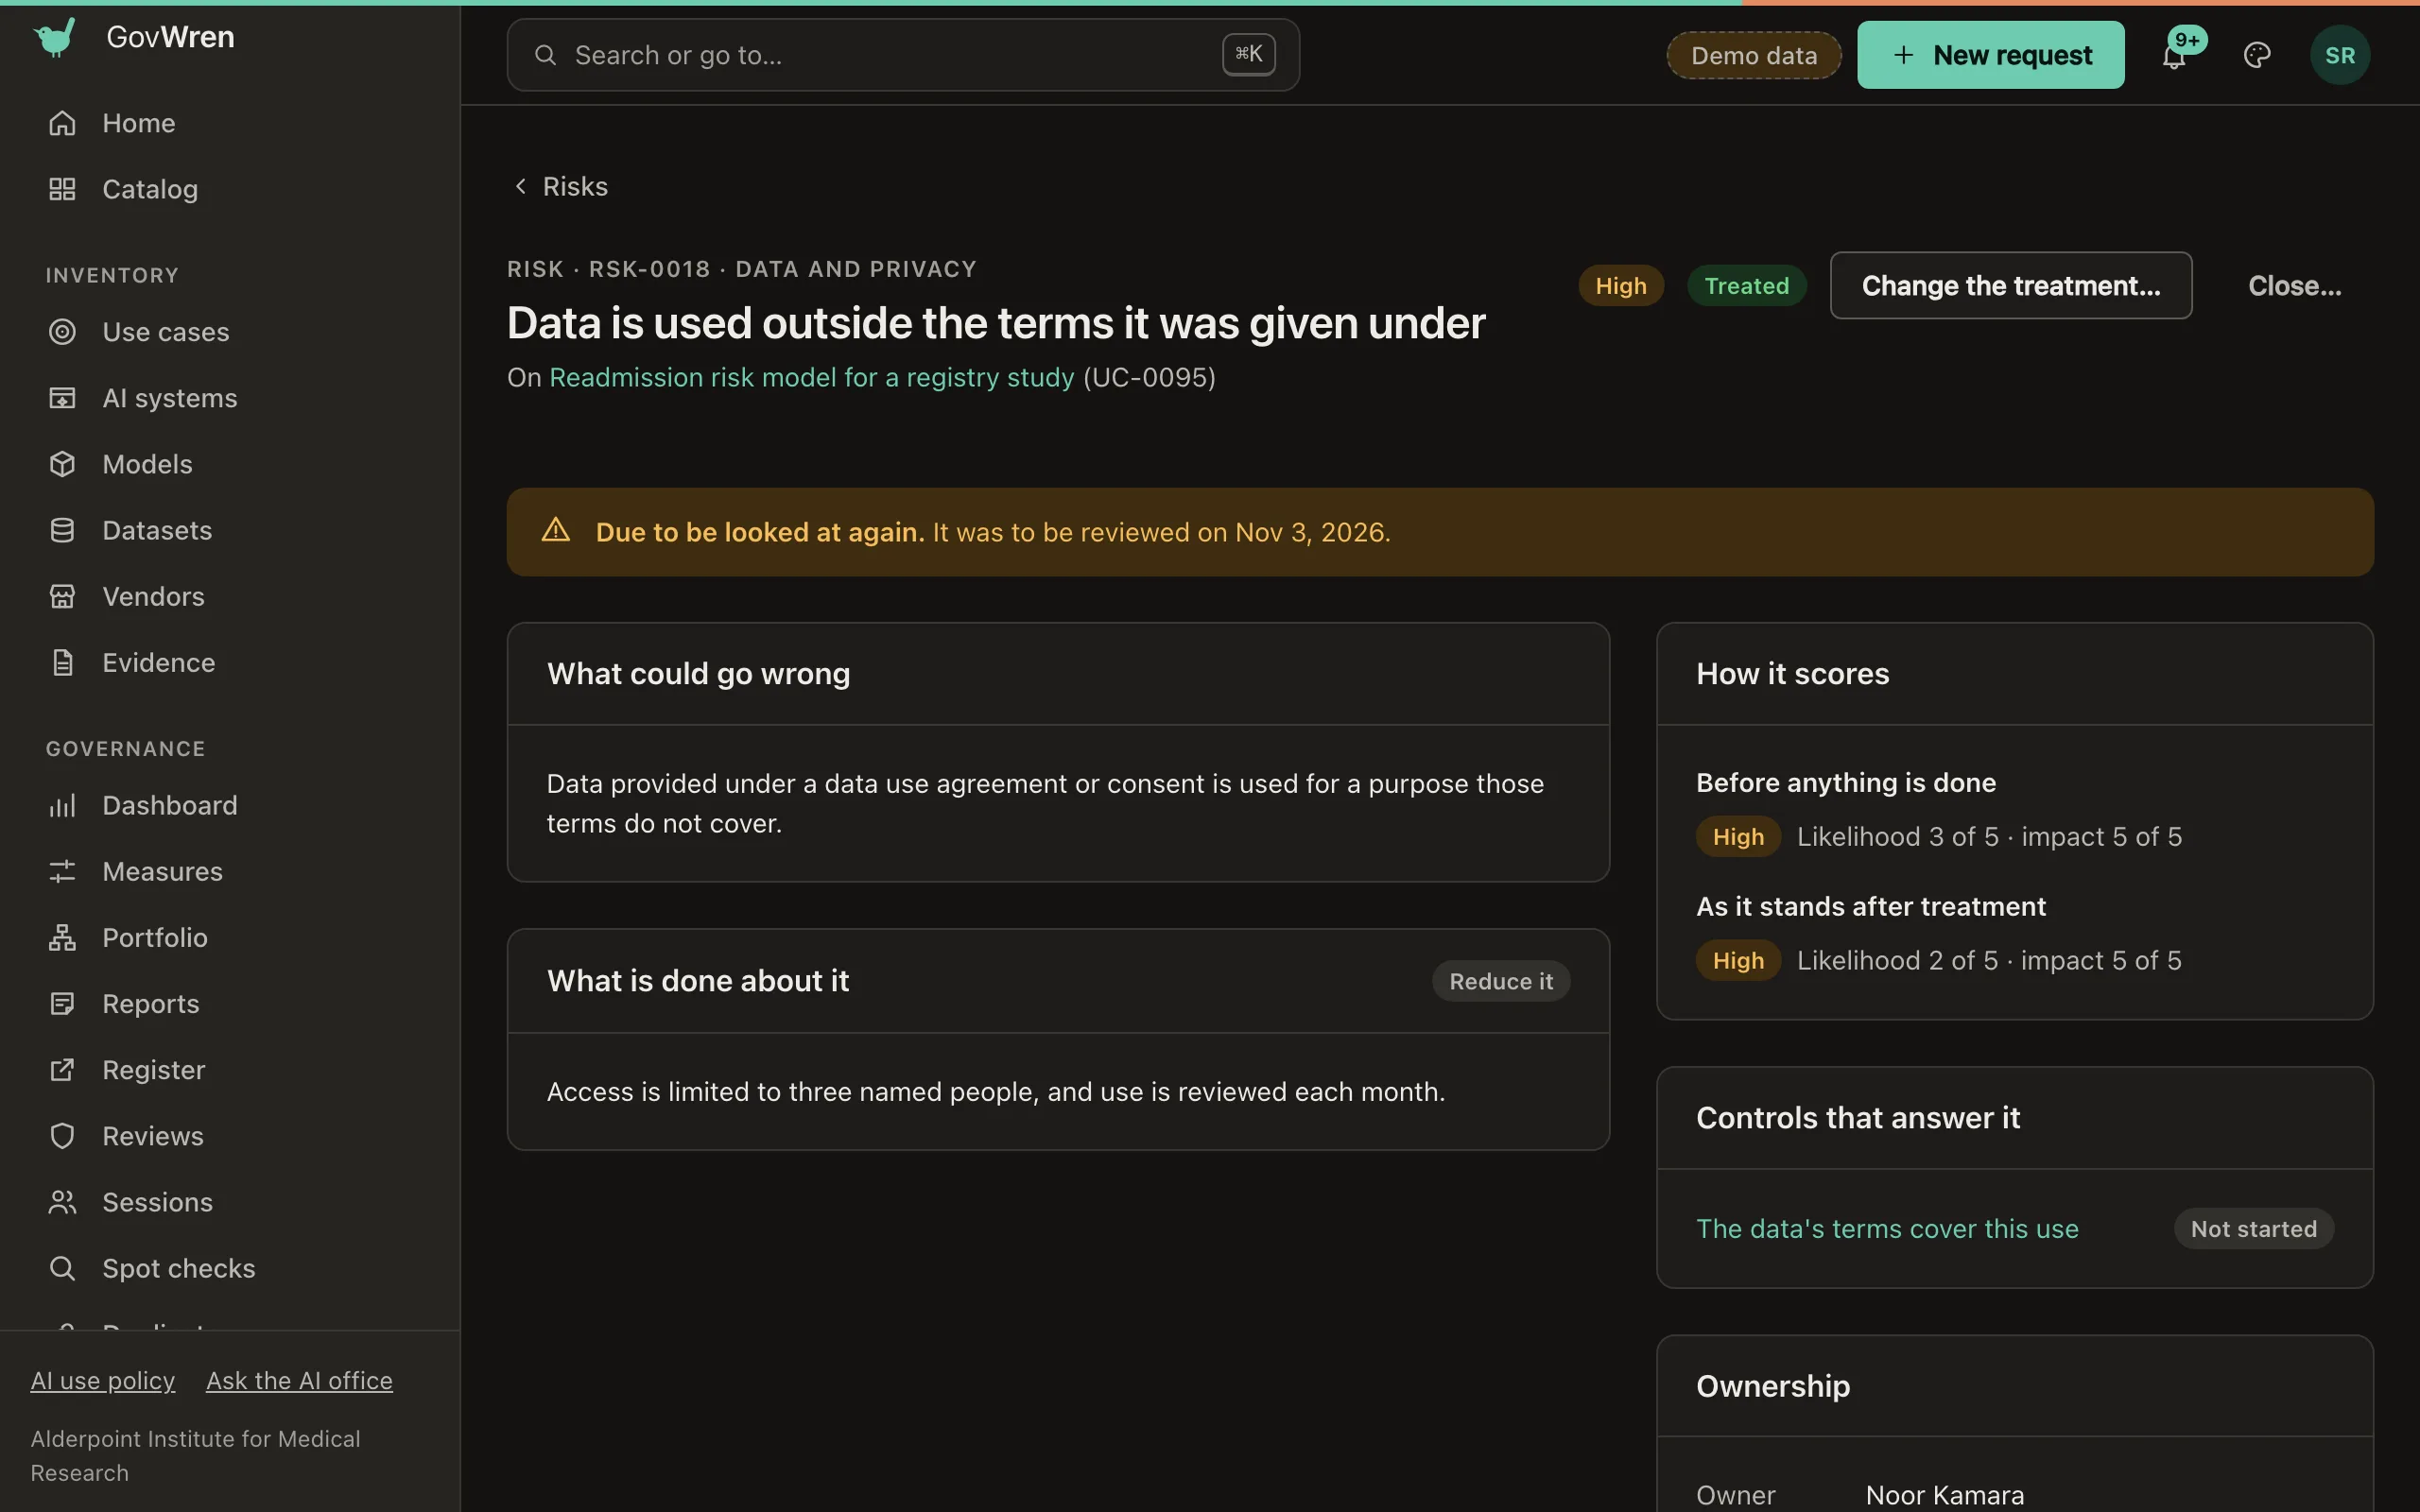 GovWren
Search or go to...
⌘K
Demo data
New request
9+
SR
Home
Catalog
INVENTORY
Use cases
AI systems
Models
Datasets
Vendors
Evidence
GOVERNANCE
Dashboard
Measures
Portfolio
Reports
Register
Reviews
Sessions
Spot checks
AI use policy
Ask the AI office
Alderpoint Institute for Medical
Research
Risks
RISK · RSK-0018 · DATA AND PRIVACY
Data is used outside the terms it was given under
On Readmission risk model for a registry study (UC-0095)
High
Treated
Change the treatment...
Close...
Due to be looked at again. It was to be reviewed on Nov 3, 2026.
What could go wrong
Data provided under a data use agreement or consent is used for a purpose those
terms do not cover.
What is done about it
Reduce it
Access is limited to three named people, and use is reviewed each month.
How it scores
Before anything is done
High
Likelihood 3 of 5 · impact 5 of 5
As it stands after treatment
High
Likelihood 2 of 5 · impact 5 of 5
Controls that answer it
The data's terms cover this use
Not started
Ownership
Owner
Noor Kamara